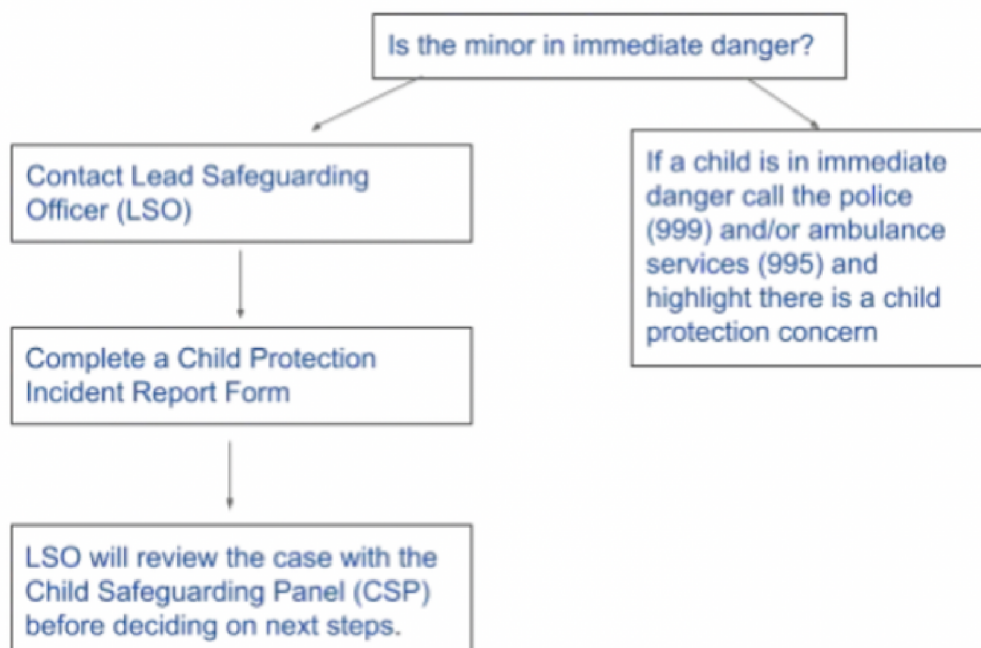 Is the minor in immediate danger?
Contact Lead Safeguarding
Officer (LSO)
Complete a Child Protection
Incident Report Form
LSO will review the case with the
Child Safeguarding Panel (CSP)
before deciding on next steps.
If a child is in immediate
danger call the police
(999) and/or ambulance
services (995) and
highlight there is a child
protection concern